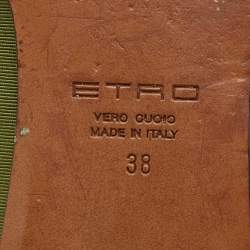 ETRO
VERO CUOIO
MADE IN ITALY
38